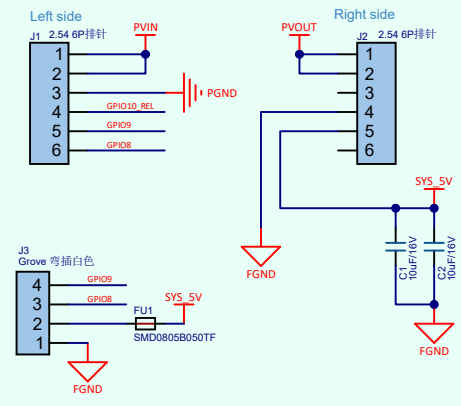 Left side
Right side
J1
2.54 6P排针
PVIN
1
2
3
4
5
6
PGND
GPIO10_REL
GPIO9
GPIO8
PVOUT
J2
2.54 6P排针
1
2
3
4
5
6
FGND
SYS_5V
C1
10uF/16V
C2
10uF/16V
FGND
J3
Grove 弯插白色
4
3
2
1
GPIO9
GPIO8
FU1
SYS_5V
SMD0805B050TF
FGND